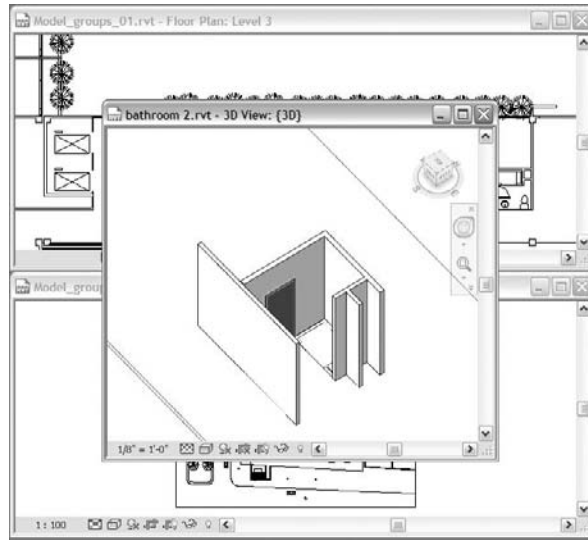 Model_groups_01.rvt - Floor Plan: Level 3
bathroom 2.rvt - 3D View: {3D}
Model_group
1/8" = 1'-0"
1 : 100